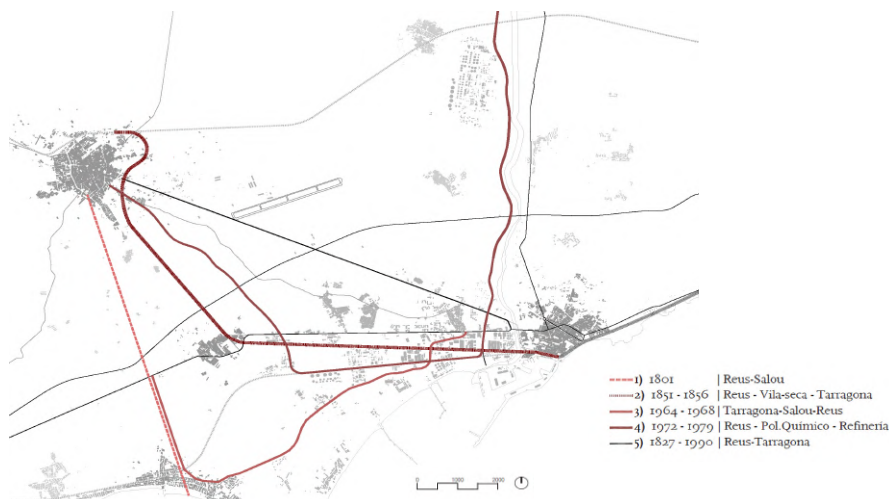 1) 1801 | Reus-Salou
2) 1851 - 1856 | Reus - Vila-seca - Tarragona
3) 1964 - 1968 | Tarragona-Salou-Reus
4) 1972 - 1979 | Reus - Pol.Químico - Refinería
5) 1827 - 1990 | Reus-Tarragona
0 400 1000 2000